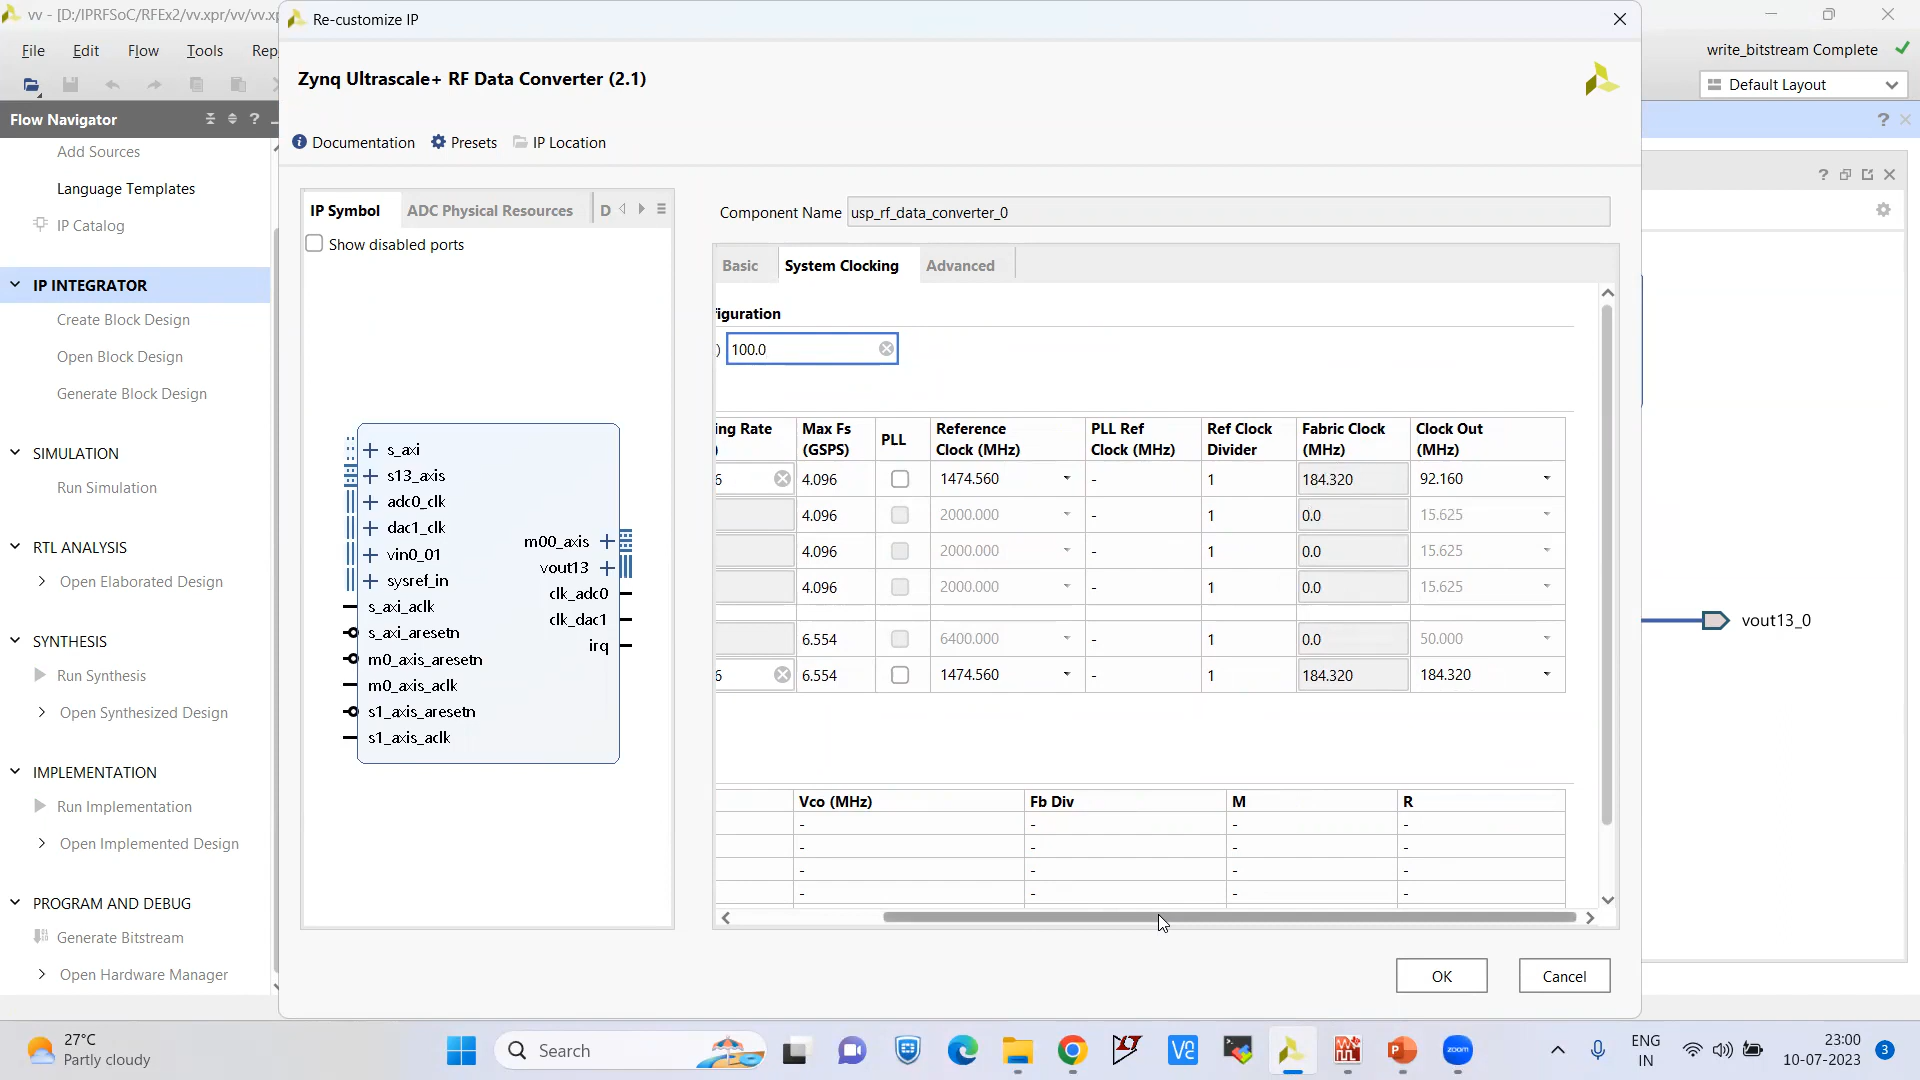 vv - [D:/IPRFSoC/RFEx2/vv.xpr/vv/vv.xp
Re-customize IP
File Edit Flow Tools Rep
write_bitstream Complete
Default Layout
Zynq Ultrascale+ RF Data Converter (2.1)
Documentation Presets IP Location
Flow Navigator
Add Sources
Language Templates
IP Catalog
IP INTEGRATOR
Create Block Design
Open Block Design
Generate Block Design
SIMULATION
Run Simulation
RTL ANALYSIS
Open Elaborated Design
SYNTHESIS
Run Synthesis
Open Synthesized Design
IMPLEMENTATION
Run Implementation
Open Implemented Design
PROGRAM AND DEBUG
Generate Bitstream
Open Hardware Manager
IP Symbol ADC Physical Resources D
Show disabled ports
s_axi
s13_axis
adc0_clk
dac1_clk
vin0_01
sysref_in
s_axi_aclk
s_axi_aresetn
m0_axis_aresetn
m0_axis_aclk
s1_axis_aresetn
s1_axis_aclk
m00_axis
vout13
clk_adc0
clk_dac1
irq
Component Name usp_rf_data_converter_0
Basic System Clocking Advanced
iguration
) 100.0
ing Rate Max Fs PLL Reference PLL Ref Ref Clock Fabric Clock Clock Out
) (GSPS) Clock (MHz) Clock (MHz) Divider (MHz) (MHz)
6 4.096 1474.560 - 1 184.320 92.160
4.096 2000.000 - 1 0.0 15.625
4.096 2000.000 - 1 0.0 15.625
4.096 2000.000 - 1 0.0 15.625
6.554 6400.000 - 1 0.0 50.000
6 6.554 1474.560 - 1 184.320 184.320
Vco (MHz) Fb Div M R
- - - -
- - - -
- - - -
- - - -
OK Cancel
vout13_0
27°C
Partly cloudy
Search
zoom
ENG
IN
23:00
10-07-2023
3